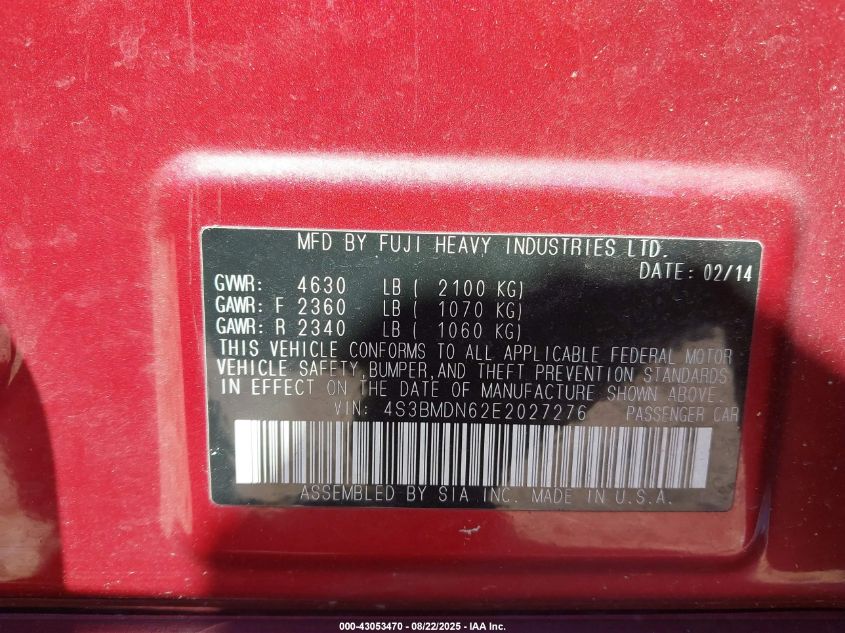 MFD BY FUJI HEAVY INDUSTRIES LTD.
DATE: 02/14
GVWR: 4630 LB ( 2100 KG)
GAWR: F 2360 LB ( 1070 KG)
GAWR: R 2340 LB ( 1060 KG)
THIS VEHICLE CONFORMS TO ALL APPLICABLE FEDERAL MOTOR
VEHICLE SAFETY,BUMPER,AND THEFT PREVENTION STANDARDS
IN EFFECT ON THE DATE OF MANUFACTURE SHOWN ABOVE.
VIN: 4S3BMDN62E2027276 PASSENGER CAR
ASSEMBLED BY SIA INC. MADE IN U.S.A.
000-43053470 - 08/22/2025 - IAA Inc.